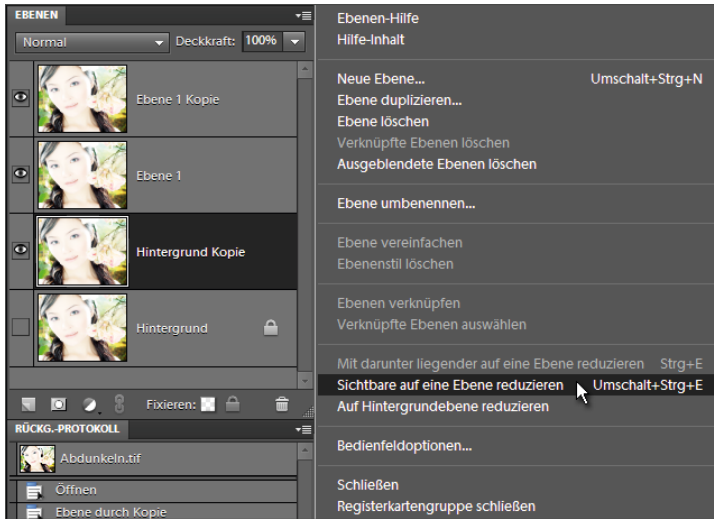 EBENEN
Normal
Deckkraft: 100%
Ebene 1 Kopie
Ebene 1
Hintergrund Kopie
Hintergrund
Fixieren:
RÜCKG.-PROTOKOLL
Abdunkeln.tif
Öffnen
Ebene durch Kopie
Ebenen-Hilfe
Hilfe-Inhalt
Neue Ebene... Umschalt+Strg+N
Ebene duplizieren...
Ebene löschen
Verknüpfte Ebenen löschen
Ausgeblendete Ebenen löschen
Ebene umbenennen...
Ebene vereinfachen
Ebenenstil löschen
Ebenen verknüpfen
Verknüpfte Ebenen auswählen
Mit darunter liegender auf eine Ebene reduzieren Strg+E
Sichtbare auf eine Ebene reduzieren Umschalt+Strg+E
Auf Hintergrundebene reduzieren
Bedienfeldoptionen...
Schließen
Registerkartengruppe schließen